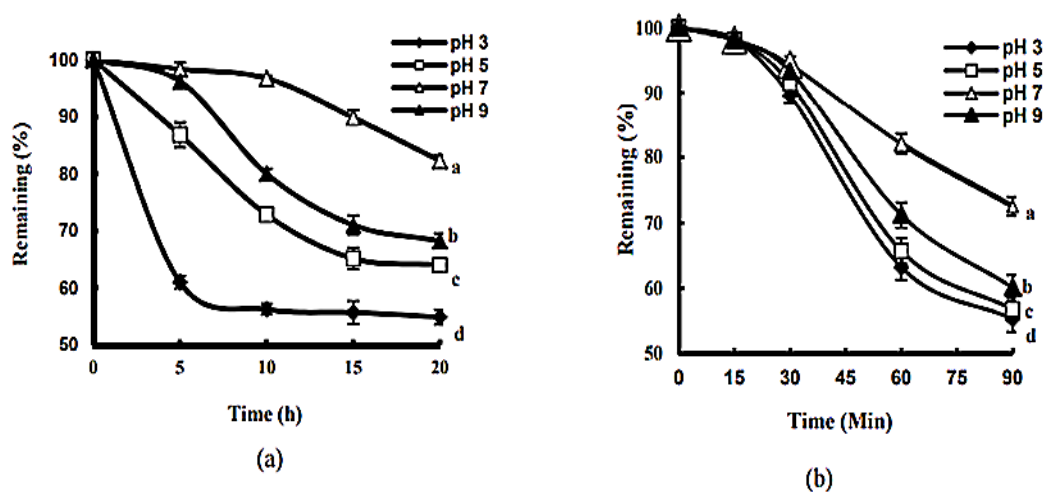 100
90
80
70
60
50
Remaining (%)
0 5 10 15 20
Time (h)
pH 3
pH 5
pH 7
pH 9
a
b
c
d
(a)
100
90
80
70
60
50
Remaining (%)
0 15 30 45 60 75 90
Time (Min)
pH 3
pH 5
pH 7
pH 9
a
b
c
d
(b)